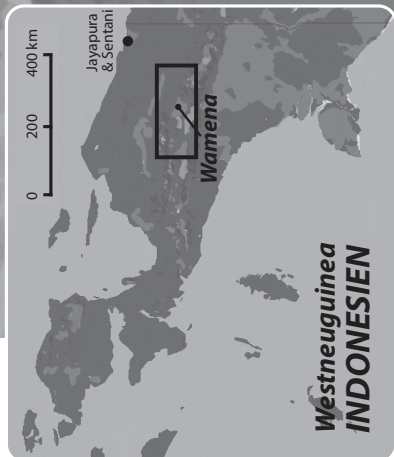 0 200 400 km
Jayapura
& Sentani
Wamena
Westneuguinea
INDONESIEN